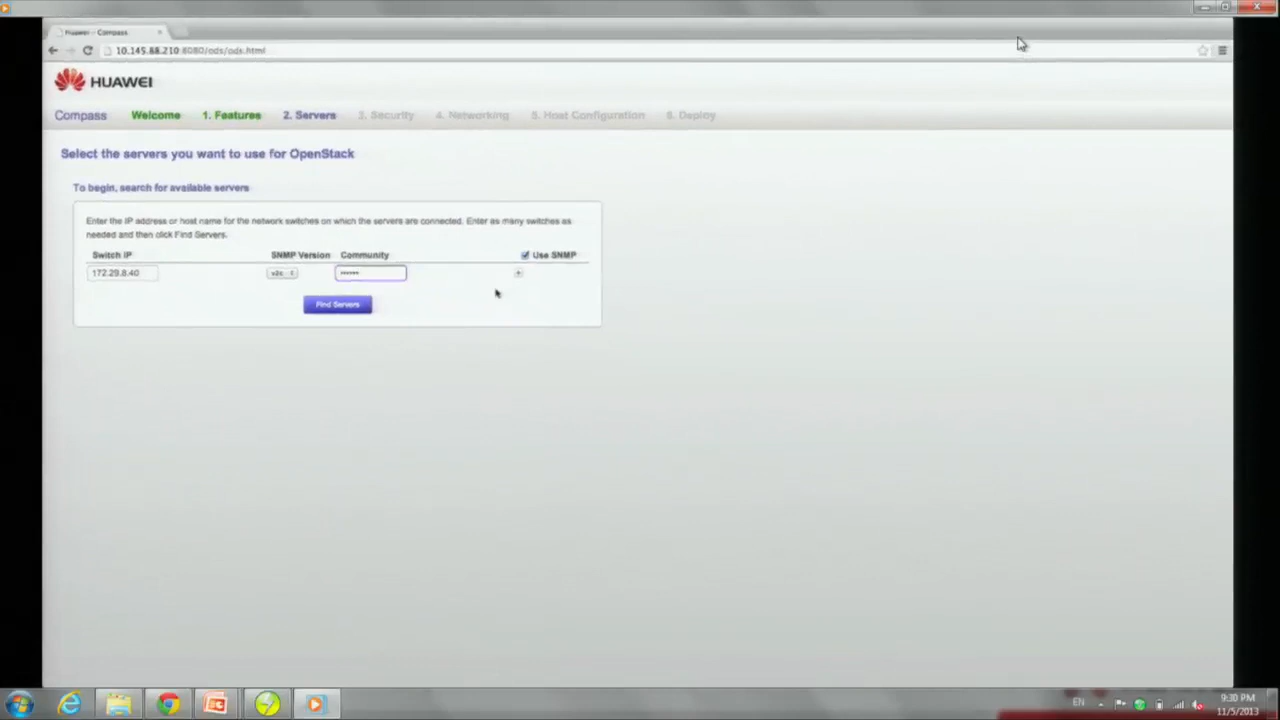 Huawei - Compass
10.145.88.210:8080/ods/ods.html
HUAWEI
Compass Welcome 1. Features 2. Servers 3. Security 4. Networking 5. Host Configuration 6. Deploy
Select the servers you want to use for OpenStack
To begin, search for available servers
Enter the IP address or host name for the network switches on which the servers are connected. Enter as many switches as
needed and then click Find Servers.
Switch IP SNMP Version Community Use SNMP
172.29.8.40 v2c ••••••
Find Servers
EN 9:30 PM
11/5/2013